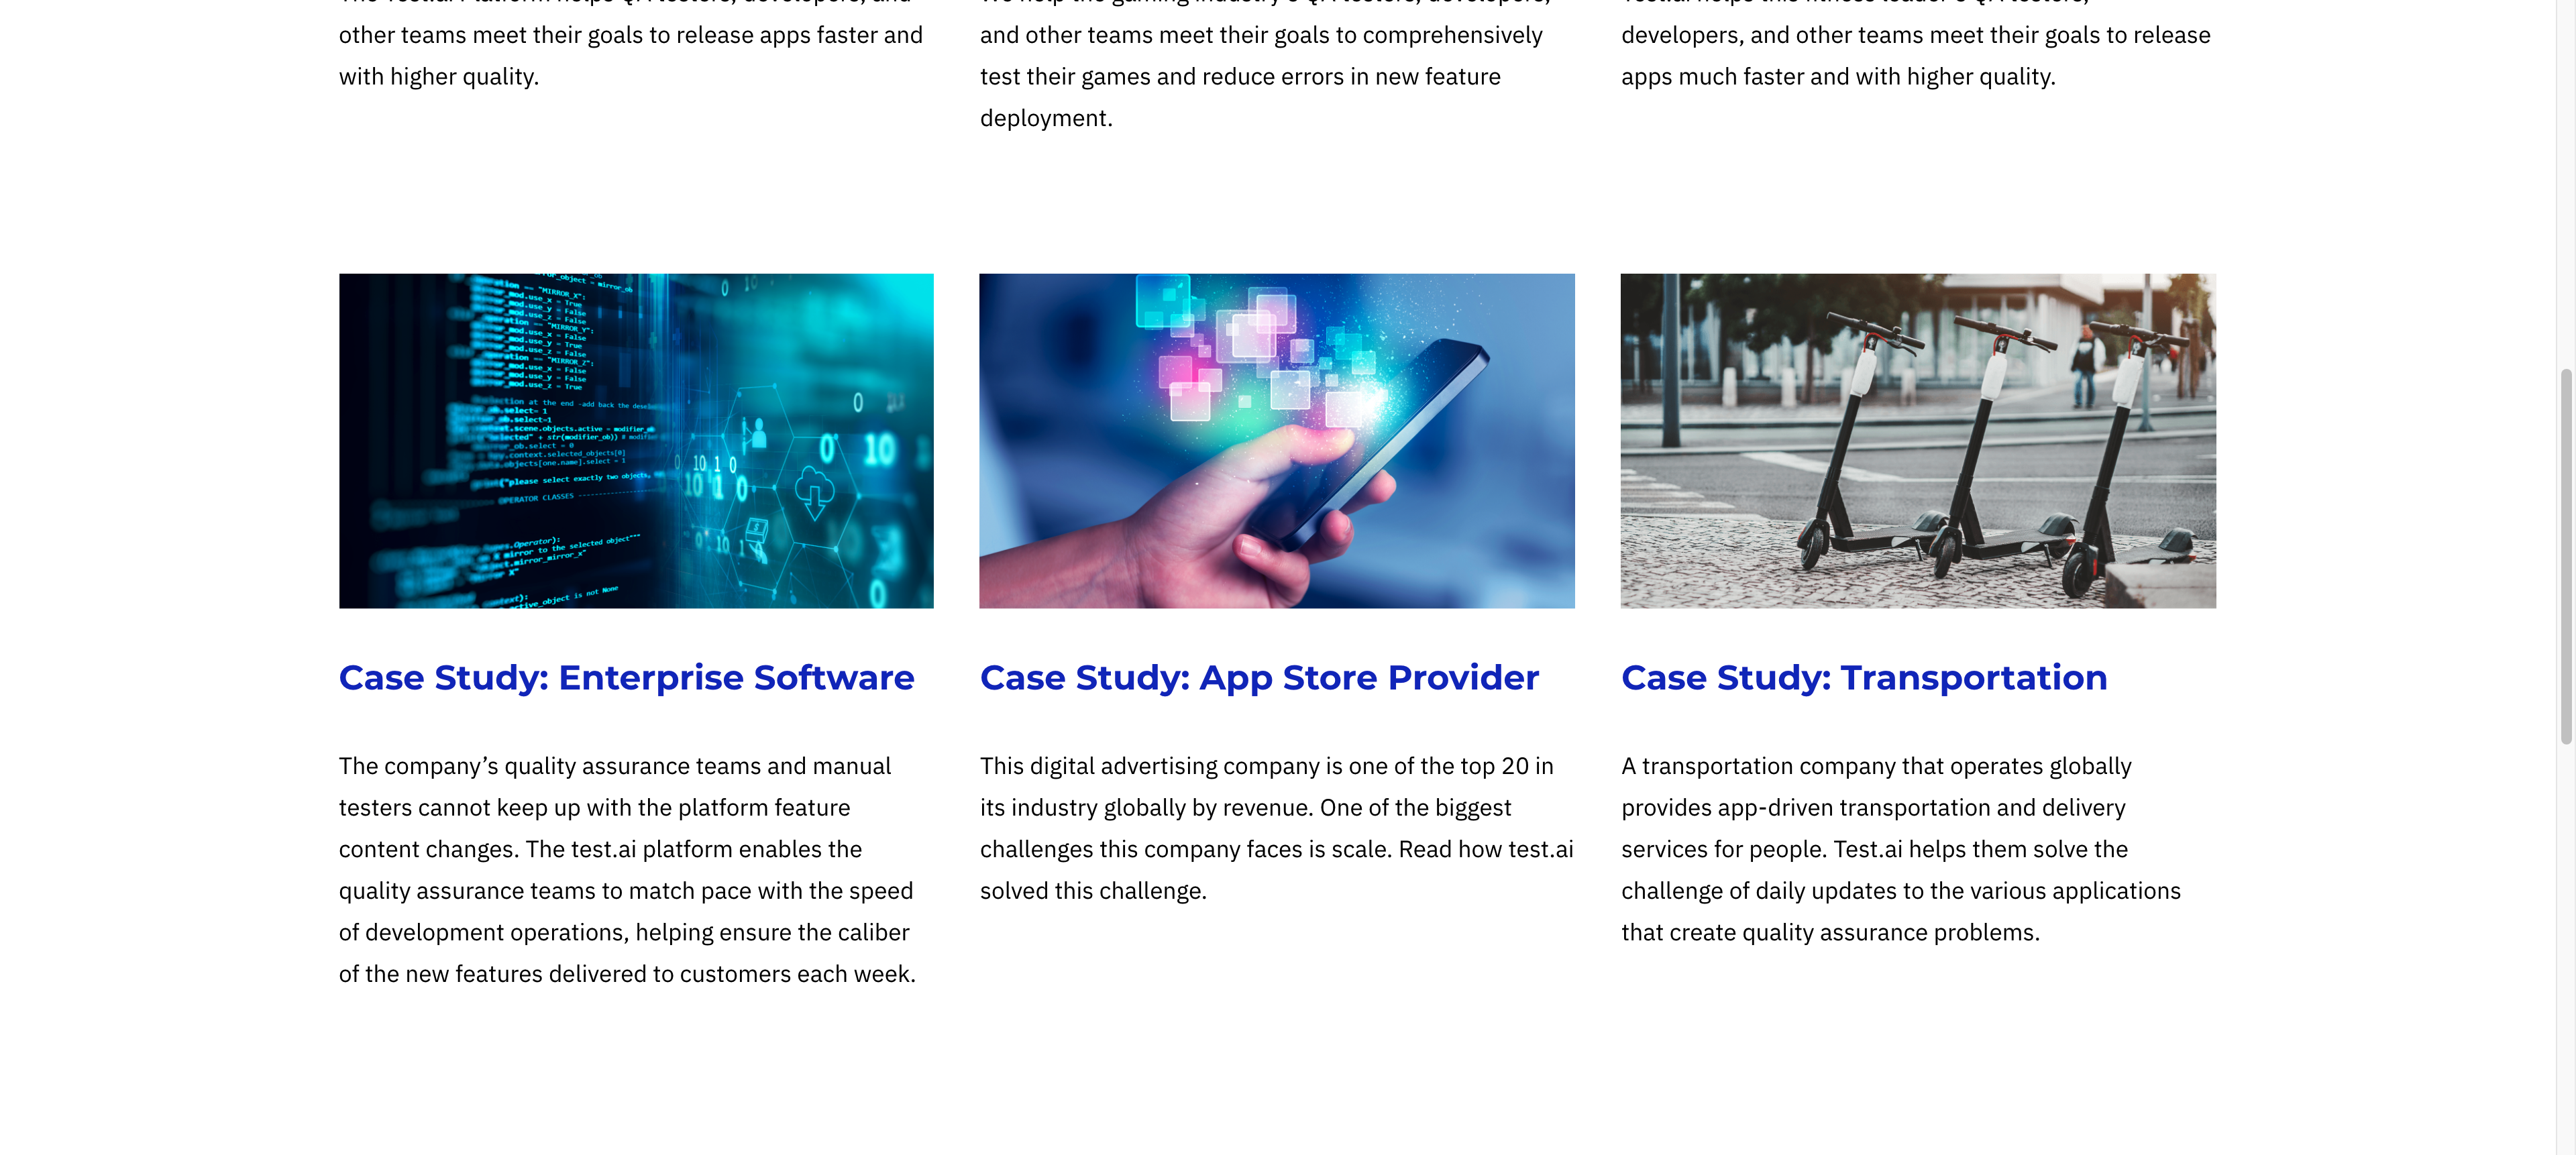 other teams meet their goals to release apps faster and
with higher quality.
and other teams meet their goals to comprehensively
test their games and reduce errors in new feature
deployment.
developers, and other teams meet their goals to release
apps much faster and with higher quality.
Case Study: Enterprise Software
The company’s quality assurance teams and manual
testers cannot keep up with the platform feature
content changes. The test.ai platform enables the
quality assurance teams to match pace with the speed
of development operations, helping ensure the caliber
of the new features delivered to customers each week.
Case Study: App Store Provider
This digital advertising company is one of the top 20 in
its industry globally by revenue. One of the biggest
challenges this company faces is scale. Read how test.ai
solved this challenge.
Case Study: Transportation
A transportation company that operates globally
provides app-driven transportation and delivery
services for people. Test.ai helps them solve the
challenge of daily updates to the various applications
that create quality assurance problems.